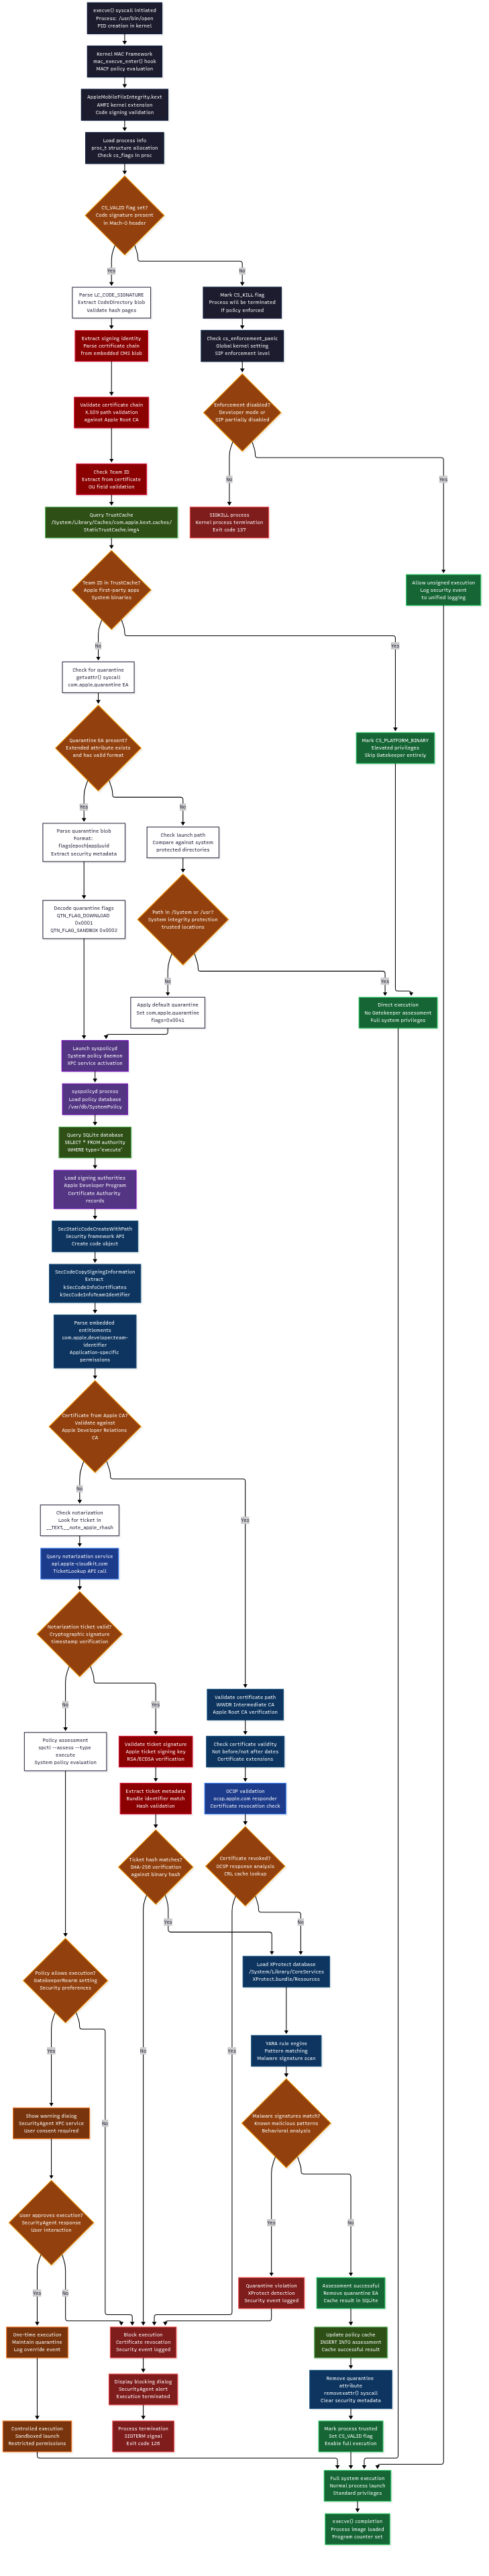 execve() syscall initiated
Process: /usr/bin/open
PID creation in kernel
Kernel MAC Framework
mac_execve_enter() hook
MACF policy evaluation
AppleMobileFileIntegrity.kext
AMFI kernel extension
Code signing validation
Load process info
proc_t structure allocation
Check cs_flags in proc
CS_VALID flag set?
Code signature present
in Mach-O header
Yes
No
Parse LC_CODE_SIGNATURE
Extract CodeDirectory blob
Validate hash pages
Mark CS_KILL flag
Process will be terminated
if policy enforced
Extract signing identity
Parse certificate chain
from embedded CMS blob
Check cs_enforcement_panic
Global kernel setting
SIP enforcement level
Validate certificate chain
X.509 path validation
against Apple Root CA
Enforcement disabled?
Developer mode or
SIP partially disabled
Check Team ID
Extract from certificate
OU field validation
No
Yes
Query TrustCache
/System/Library/Caches/com.apple.kext.caches/
StaticTrustCache.img4
SIGKILL process
Kernel process termination
Exit code 137
Team ID in TrustCache?
Apple first-party apps
System binaries
Allow unsigned execution
Log security event
to unified logging
No
Yes
Check for quarantine
getxattr() syscall
com.apple.quarantine EA
Quarantine EA present?
Extended attribute exists
and has valid format
Mark CS_PLATFORM_BINARY
Elevated privileges
Skip Gatekeeper entirely
Yes
No
Parse quarantine blob
Format:
flags|epoch|app|uuid
Extract security metadata
Check launch path
Compare against system
protected directories
Decode quarantine flags
QTN_FLAG_DOWNLOAD
0x0001
QTN_FLAG_SANDBOX 0x0002
Path in /System or /usr?
System integrity protection
trusted locations
No
Yes
Apply default quarantine
Set com.apple.quarantine
flags=0x0041
Direct execution
No Gatekeeper assessment
Full system privileges
Launch syspolicyd
System policy daemon
XPC service activation
syspolicyd process
Load policy database
/var/db/SystemPolicy
Query SQLite database
SELECT * FROM authority
WHERE type='execute'
Load signing authorities
Apple Developer Program
Certificate Authority
records
SecStaticCodeCreateWithPath
Security framework API
Create code object
SecCodeCopySigningInformation
Extract
kSecCodeInfoCertificates
kSecCodeInfoTeamIdentifier
Parse embedded
entitlements
com.apple.developer.team-
identifier
Application-specific
permissions
Certificate from Apple CA?
Validate against
Apple Developer Relations
CA
No
Yes
Check notarization
Look for ticket in
__TEXT,__note_apple_rhash
Query notarization service
api.apple-cloudkit.com
TicketLookup API call
Notarization ticket valid?
Cryptographic signature
timestamp verification
No
Yes
Validate certificate path
WWDR Intermediate CA
Apple Root CA verification
Policy assessment
spctl --assess --type
execute
System policy evaluation
Validate ticket signature
Apple ticket signing key
RSA/ECDSA verification
Check certificate validity
Not before/not after dates
Certificate extensions
Extract ticket metadata
Bundle identifier match
Hash validation
OCSP validation
ocsp.apple.com responder
Certificate revocation check
Ticket hash matches?
SHA-256 verification
against binary hash
Certificate revoked?
OCSP response analysis
CRL cache lookup
Yes
No
Policy allows execution?
GatekeeperRearm setting
Security preferences
Load XProtect database
/System/Library/CoreServices
XProtect.bundle/Resources
Yes
No
Yes
YARA rule engine
Pattern matching
Malware signature scan
Show warning dialog
SecurityAgent XPC service
User consent required
No
Malware signatures match?
Known malicious patterns
Behavioral analysis
User approves execution?
SecurityAgent response
User interaction
Yes
No
Yes
No
Quarantine violation
XProtect detection
Security event logged
Assessment successful
Remove quarantine EA
Cache result in SQLite
One-time execution
Maintain quarantine
Log override event
Block execution
Certificate revocation
Security event logged
Update policy cache
INSERT INTO assessment
Cache successful result
Display blocking dialog
SecurityAgent alert
Execution terminated
Remove quarantine
attribute
removexattr() syscall
Clear security metadata
Controlled execution
Sandboxed launch
Restricted permissions
Process termination
SIGTERM signal
Exit code 126
Mark process trusted
Set CS_VALID flag
Enable full execution
Full system execution
Normal process launch
Standard privileges
execve() completion
Process image loaded
Program counter set